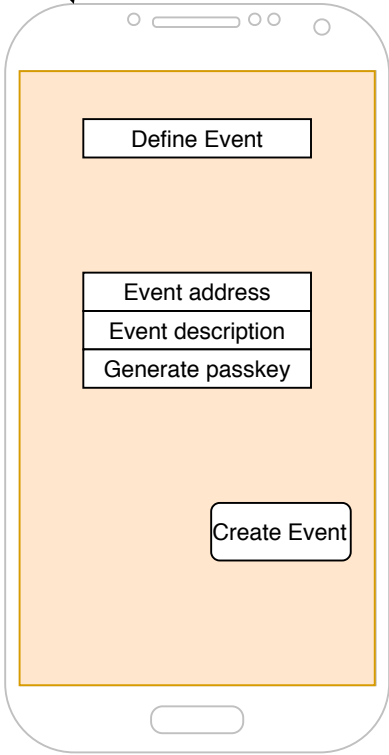 Define Event
Event address
Event description
Generate passkey
Create Event